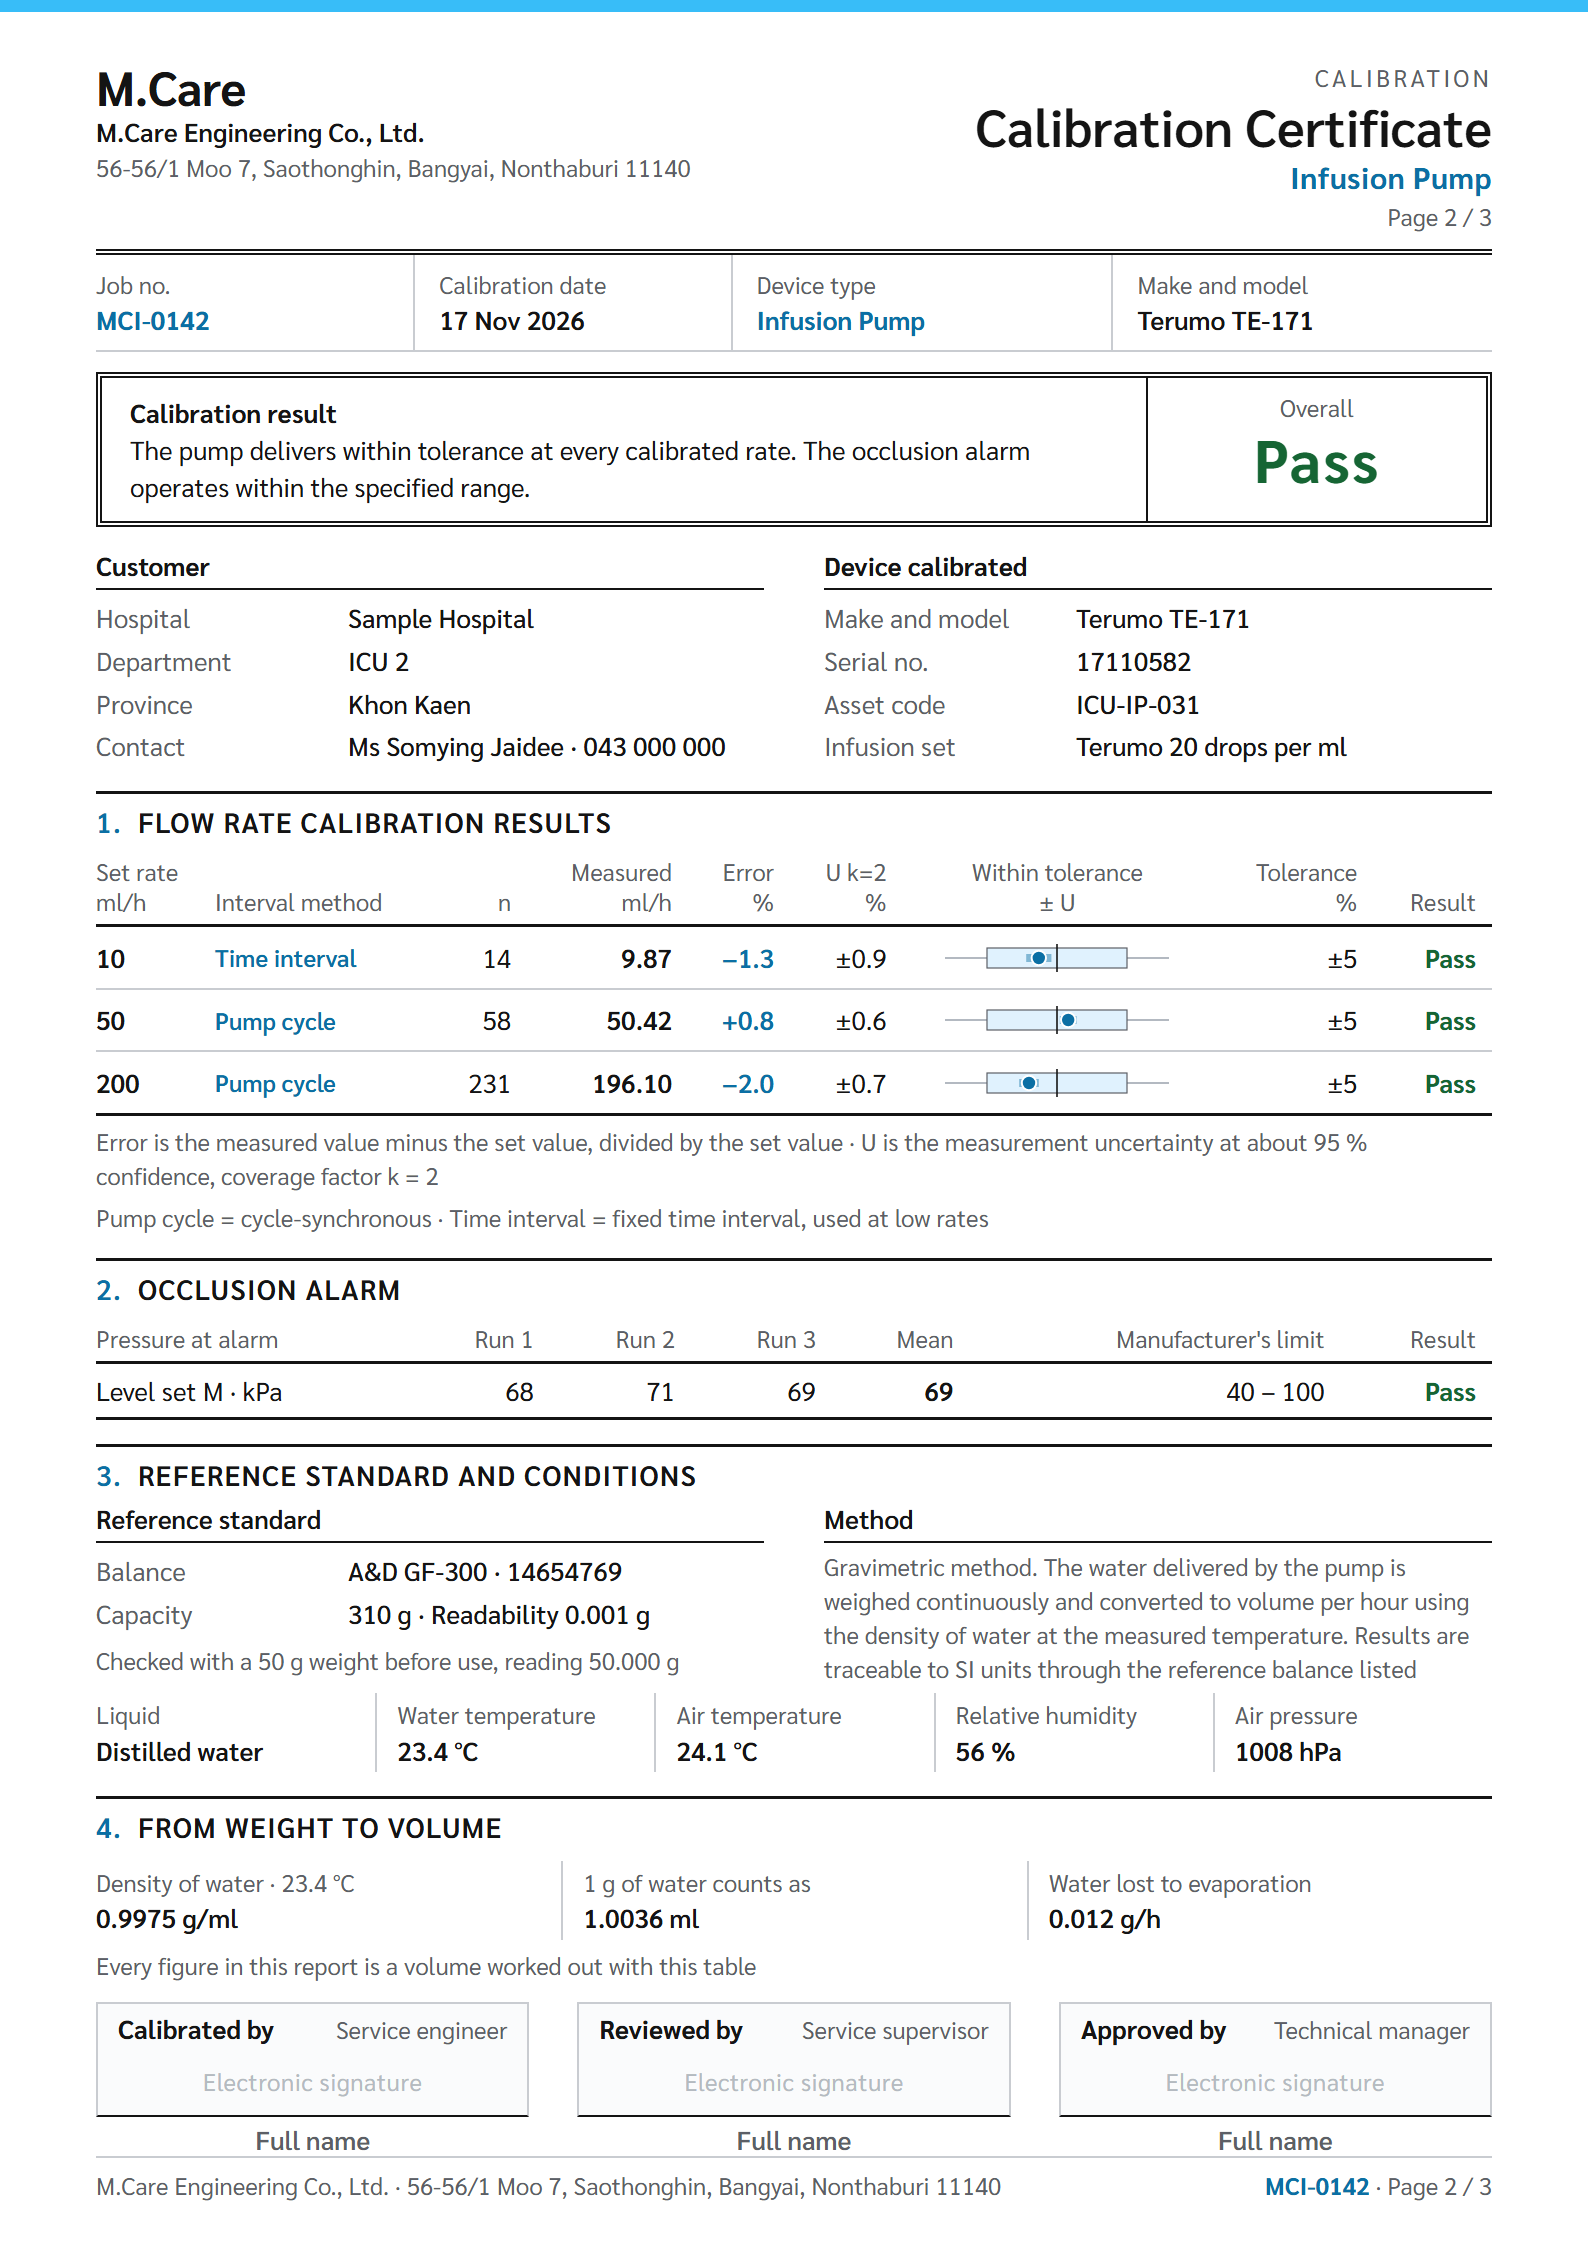 M.Care
M.Care Engineering Co., Ltd.
56-56/1 Moo 7, Saothonghin, Bangyai, Nonthaburi 11140
CALIBRATION
Calibration Certificate
Infusion Pump
Page 2 / 3
Job no. Calibration date Device type Make and model
MCI-0142 17 Nov 2026 Infusion Pump Terumo TE-171
Calibration result
The pump delivers within tolerance at every calibrated rate. The occlusion alarm
operates within the specified range.
Overall
Pass
Customer
Hospital Sample Hospital
Department ICU 2
Province Khon Kaen
Contact Ms Somying Jaidee · 043 000 000
Device calibrated
Make and model Terumo TE-171
Serial no. 17110582
Asset code ICU-IP-031
Infusion set Terumo 20 drops per ml
1. FLOW RATE CALIBRATION RESULTS
Set rate Measured Error U k=2 Within tolerance Tolerance
ml/h Interval method n ml/h % % ± U % Result
10 Time interval 14 9.87 −1.3 ±0.9 ±5 Pass
50 Pump cycle 58 50.42 +0.8 ±0.6 ±5 Pass
200 Pump cycle 231 196.10 −2.0 ±0.7 ±5 Pass
Error is the measured value minus the set value, divided by the set value · U is the measurement uncertainty at about 95 %
confidence, coverage factor k = 2
Pump cycle = cycle-synchronous · Time interval = fixed time interval, used at low rates
2. OCCLUSION ALARM
Pressure at alarm Run 1 Run 2 Run 3 Mean Manufacturer's limit Result
Level set M · kPa 68 71 69 69 40 – 100 Pass
3. REFERENCE STANDARD AND CONDITIONS
Reference standard
Balance A&D GF-300 · 14654769
Capacity 310 g · Readability 0.001 g
Checked with a 50 g weight before use, reading 50.000 g
Method
Gravimetric method. The water delivered by the pump is
weighed continuously and converted to volume per hour using
the density of water at the measured temperature. Results are
traceable to SI units through the reference balance listed
Liquid Water temperature Air temperature Relative humidity Air pressure
Distilled water 23.4 °C 24.1 °C 56 % 1008 hPa
4. FROM WEIGHT TO VOLUME
Density of water · 23.4 °C 1 g of water counts as Water lost to evaporation
0.9975 g/ml 1.0036 ml 0.012 g/h
Every figure in this report is a volume worked out with this table
Calibrated by Service engineer Reviewed by Service supervisor Approved by Technical manager
Electronic signature Electronic signature Electronic signature
Full name Full name Full name
M.Care Engineering Co., Ltd. · 56-56/1 Moo 7, Saothonghin, Bangyai, Nonthaburi 11140 MCI-0142 · Page 2 / 3